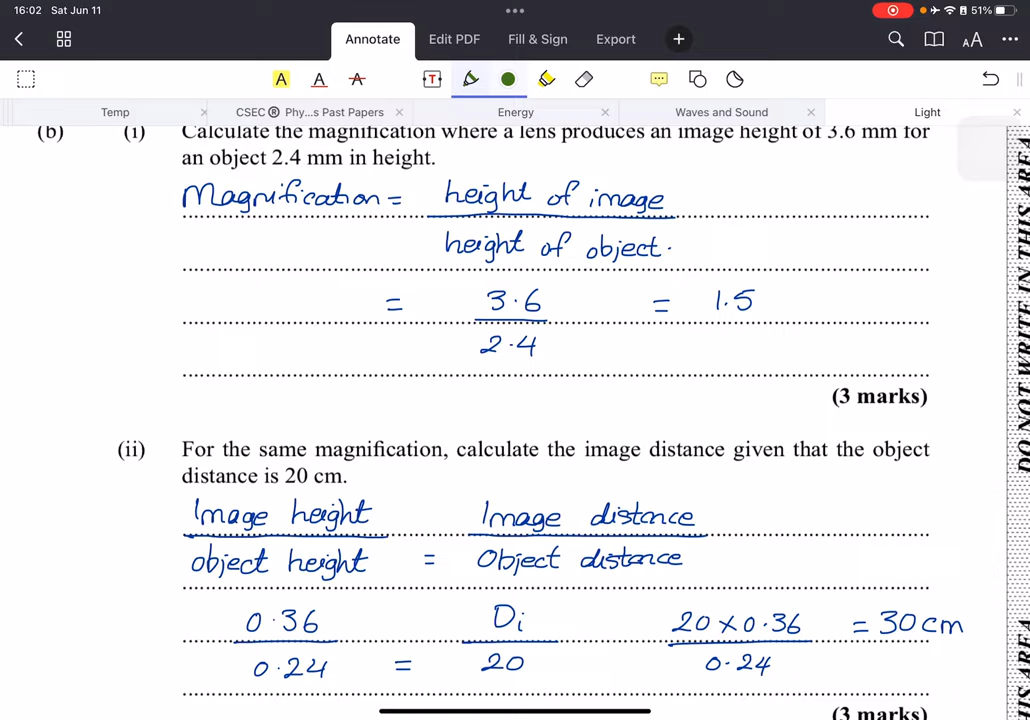 16:02 Sat Jun 11
51%
Annotate Edit PDF Fill & Sign Export
A A A T AA
Temp CSEC ® Phy...s Past Papers Energy Waves and Sound Light
(b) (i) Calculate the magnification where a lens produces an image height of 3.6 mm for
an object 2.4 mm in height.
Magnification = height of image
height of object.
= 3.6 = 1.5
2.4
(3 marks)
(ii) For the same magnification, calculate the image distance given that the object
distance is 20 cm.
Image height Image distance
object height = Object distance
0.36 Di 20 x 0.36 = 30 cm
0.24 = 20 0.24
(3 marks)
DO NOT WRITE IN THIS AREA
IS AREA